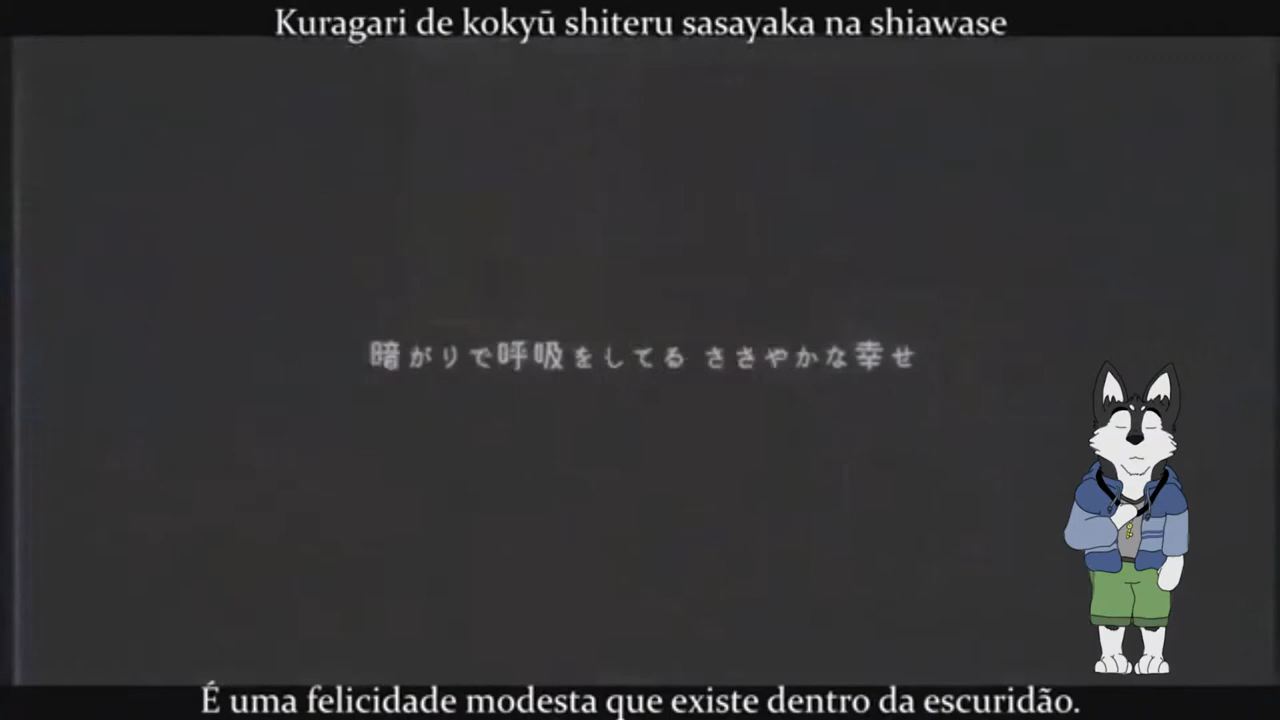 Kuragari de kokyū shiteru sasayaka na shiawase
暗がりで呼吸をしてる ささやかな幸せ
É uma felicidade modesta que existe dentro da escuridão.